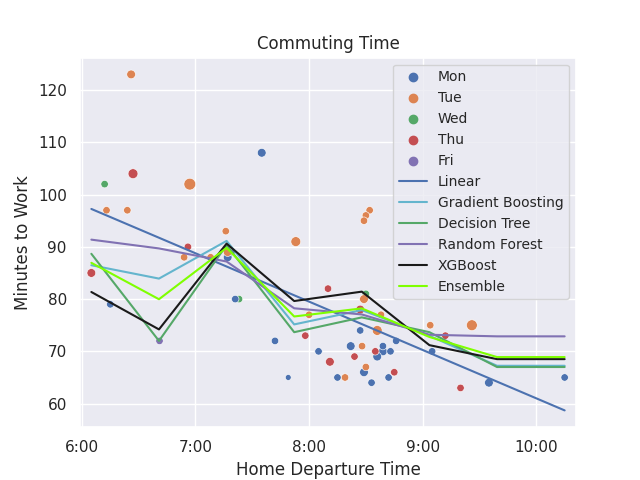 Commuting Time
Minutes to Work
120
110
100
90
80
70
60
6:00
7:00
8:00
9:00
10:00
Home Departure Time
Mon
Tue
Wed
Thu
Fri
Linear
Gradient Boosting
Decision Tree
Random Forest
XGBoost
Ensemble